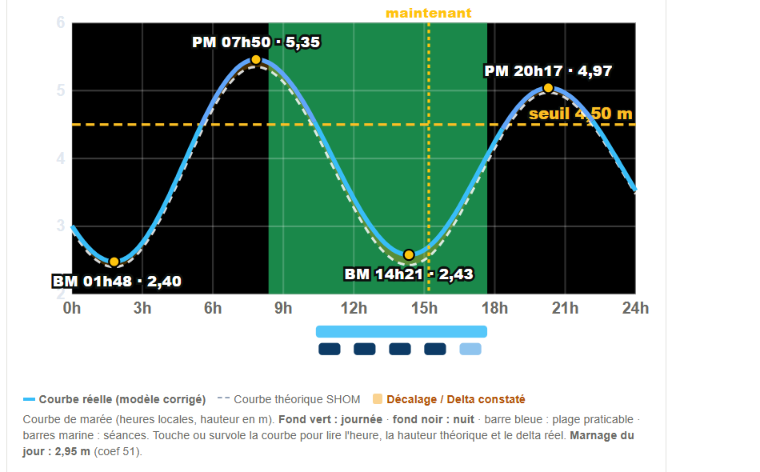 maintenant
6
PM 07h50 · 5,35
PM 20h17 · 4,97
5
seuil 4,50 m
4
3
BM 14h21 · 2,43
BM 01h48 · 2,40
2
0h 3h 6h 9h 12h 15h 18h 21h 24h
Courbe réelle (modèle corrigé) Courbe théorique SHOM Décalage / Delta constaté
Courbe de marée (heures locales, hauteur en m). Fond vert : journée · fond noir : nuit · barre bleue : plage praticable ·
barres marine : séances. Touche ou survole la courbe pour lire l'heure, la hauteur théorique et le delta réel. Marnage du
jour : 2,95 m (coef 51).